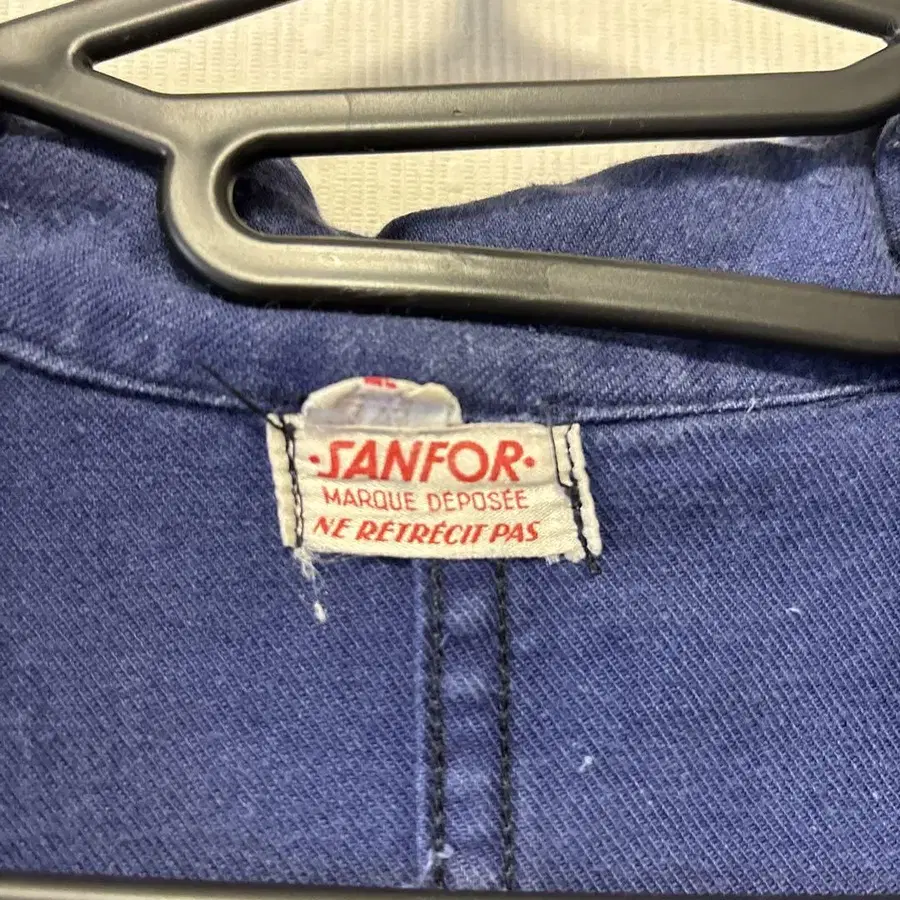 ·SANFOR·
MARQUE DÉPOSÉE
NE RÉTRÉCIT PAS